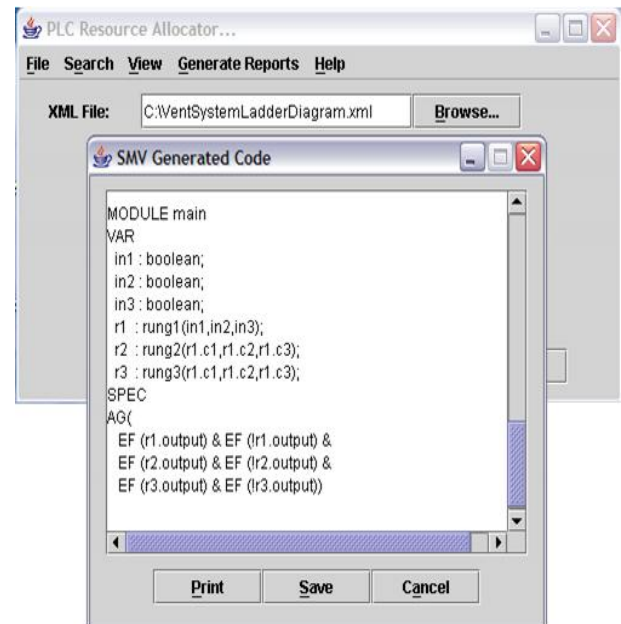 PLC Resource Allocator...
File Search View Generate Reports Help
XML File: C:\VentSystemLadderDiagram.xml Browse...
SMV Generated Code
MODULE main
VAR
in1 : boolean;
in2 : boolean;
in3 : boolean;
r1 : rung1(in1,in2,in3);
r2 : rung2(r1.c1,r1.c2,r1.c3);
r3 : rung3(r1.c1,r1.c2,r1.c3);
SPEC
AG(
EF (r1.output) & EF (!r1.output) &
EF (r2.output) & EF (!r2.output) &
EF (r3.output) & EF (!r3.output))
Print Save Cancel